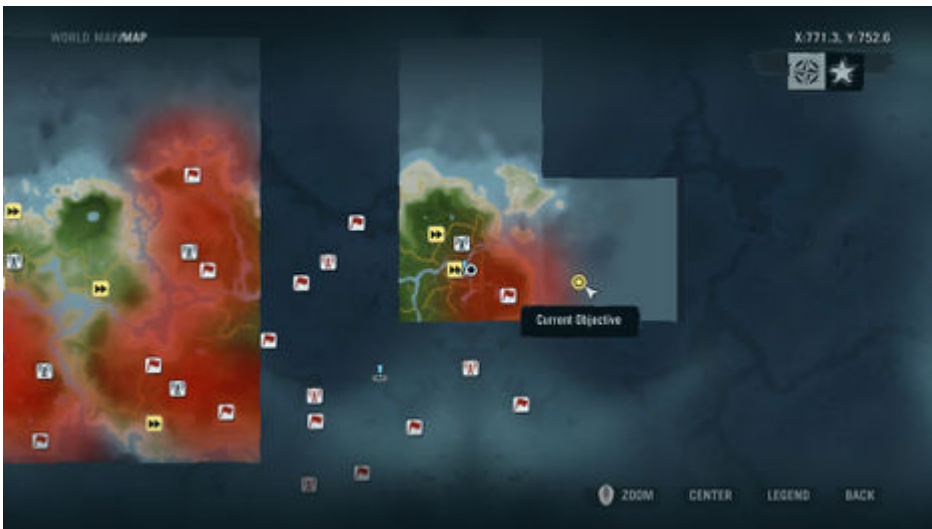 WORLD MAP/MAP
X:771.3, Y:752.6
Current Objective
ZOOM CENTER LEGEND BACK